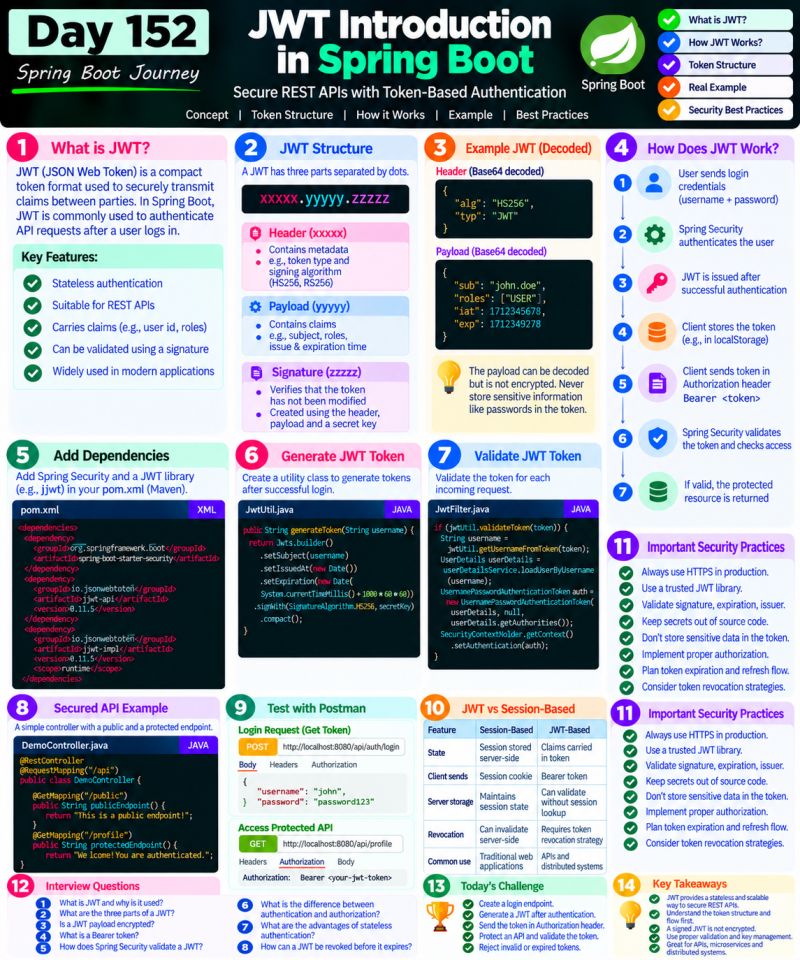 Day 152
Spring Boot Journey
JWT Introduction
in Spring Boot
Secure REST APIs with Token-Based Authentication
Concept | Token Structure | How it Works | Example | Best Practices
Spring Boot
What is JWT?
How JWT Works?
Token Structure
Real Example
Security Best Practices
1 What is JWT?
JWT (JSON Web Token) is a compact
token format used to securely transmit
claims between parties. In Spring Boot,
JWT is commonly used to authenticate
API requests after a user logs in.
Key Features:
Stateless authentication
Suitable for REST APIs
Carries claims (e.g., user id, roles)
Can be validated using a signature
Widely used in modern applications
2 JWT Structure
A JWT has three parts separated by dots.
xxxxx.yyyyy.zzzzz
Header (xxxxx)
Contains metadata
e.g., token type and
signing algorithm
(HS256, RS256)
Payload (yyyyy)
Contains claims
e.g., subject, roles,
issue & expiration time
Signature (zzzzz)
Verifies that the token
has not been modified
Created using the header,
payload and a secret key
3 Example JWT (Decoded)
Header (Base64 decoded)
{
"alg": "HS256",
"typ": "JWT"
}
Payload (Base64 decoded)
{
"sub": "john.doe",
"roles": ["USER"],
"iat": 1712345678,
"exp": 1712349278
}
The payload can be decoded
but is not encrypted. Never
store sensitive information
like passwords in the token.
4 How Does JWT Work?
1 User sends login
credentials
(username + password)
2 Spring Security
authenticates the user
3 JWT is issued after
successful authentication
4 Client stores the token
(e.g., in localStorage)
5 Client sends token in
Authorization header
Bearer <token>
6 Spring Security validates
the token and checks access
7 If valid, the protected
resource is returned
5 Add Dependencies
Add Spring Security and a JWT library
(e.g., jjwt) in your pom.xml (Maven).
pom.xml XML
<dependencies>
<dependency>
<groupId>org.springframewerk.boot</groupId>
<artifactId>spring-boot-starter-security</artifactId>
</dependency>
<dependency>
<groupId>io.jsonwebtoten</groupId>
<artifactId>jjwt-api</artifactId>
<version>0.11.5</version>
</dependency>
<dependency>
<groupId>io.jsonwebtoten</groupId>
<artifactId>jjwt-impl</artifactId>
<version>0.11.5</version>
<scope>runtime</scope>
</dependencies>
6 Generate JWT Token
Create a utility class to generate tokens
after successful login.
JwtUtil.java JAVA
public String generateToken(String username) {
return Jwts.builder()
.setSubject(username)
.setIssuedAt(new Date())
.setExpiration(new Date(
System.currentTimeMillis() + 1000 * 60 * 60))
.signWith(SignatureAlgorithm.HS256, secretKey)
.compact();
}
7 Validate JWT Token
Validate the token for each
incoming request.
JwtFilter.java JAVA
if (jwtUtil.validateToken(token)) {
String username =
jwtUtil.getUsernameFromToken(token);
UserDetails userDetails =
userDetailsService.loadUserByUsername
(username);
UsernamePasswordAuthenticationToken auth =
new UsernamePasswordAuthenticationToken(
userDetails, null,
userDetails.getAuthorities());
SecurityContextHolder.getContext()
.setAuthentication(auth);
}
11 Important Security Practices
Always use HTTPS in production.
Use a trusted JWT library.
Validate signature, expiration, issuer.
Keep secrets out of source code.
Don't store sensitive data in the token.
Implement proper authorization.
Plan token expiration and refresh flow.
Consider token revocation strategies.
8 Secured API Example
A simple controller with a public and a protected endpoint.
DemoController.java JAVA
@RestController
@RequestMapping("/api")
public class DemoController {
@GetMapping("/public")
public String publicEndpoint() {
return "This is a public endpoint!";
}
@GetMapping("/profile")
public String protectedEndpoint() {
return "We lcome! You are authenticated.";
}
9 Test with Postman
Login Request (Get Token)
POST http://localhost:8080/api/auth/login
Body Headers Authorization
{
"username": "john",
} "password": "password123"
Access Protected API
GET http://localhost:8080/api/profile
Headers Authorization Body
Authorization: Bearer <your-jwt-token>
10 JWT vs Session-Based
Feature Session-Based JWT-Based
State Session stored server-side Claims carried in token
Client sends Session cookie Bearer token
Server storage Maintains session state Can validate without session lookup
Revocation Can invalidate server-side Requires token revocation strategy
Common use Traditional web applications APIs and distributed systems
11 Important Security Practices
Always use HTTPS in production.
Use a trusted JWT library.
Validate signature, expiration, issuer.
Keep secrets out of source code.
Don't store sensitive data in the token.
Implement proper authorization.
Plan token expiration and refresh flow.
Consider token revocation strategies.
12 Interview Questions
1 What is JWT and why is it used?
2 What are the three parts of a JWT?
3 Is a JWT payload encrypted?
4 What is a Bearer token?
5 How does Spring Security validate a JWT?
6 What is the difference between
authentication and authorization?
7 What are the advantages of stateless
authentication?
8 How can a JWT be revoked before it expires?
13 Today's Challenge
Create a login endpoint.
Generate a JWT after authentication.
Send the token in Authorization header.
Protect an API and validate the token.
Reject invalid or expired tokens.
14 Key Takeaways
JWT provides a stateless and scalable
way to secure REST APIs.
Understand the token structure and
flow first.
A signed JWT is not encrypted.
Use proper validation and key management.
Great for APIs, microservices and
distributed systems.